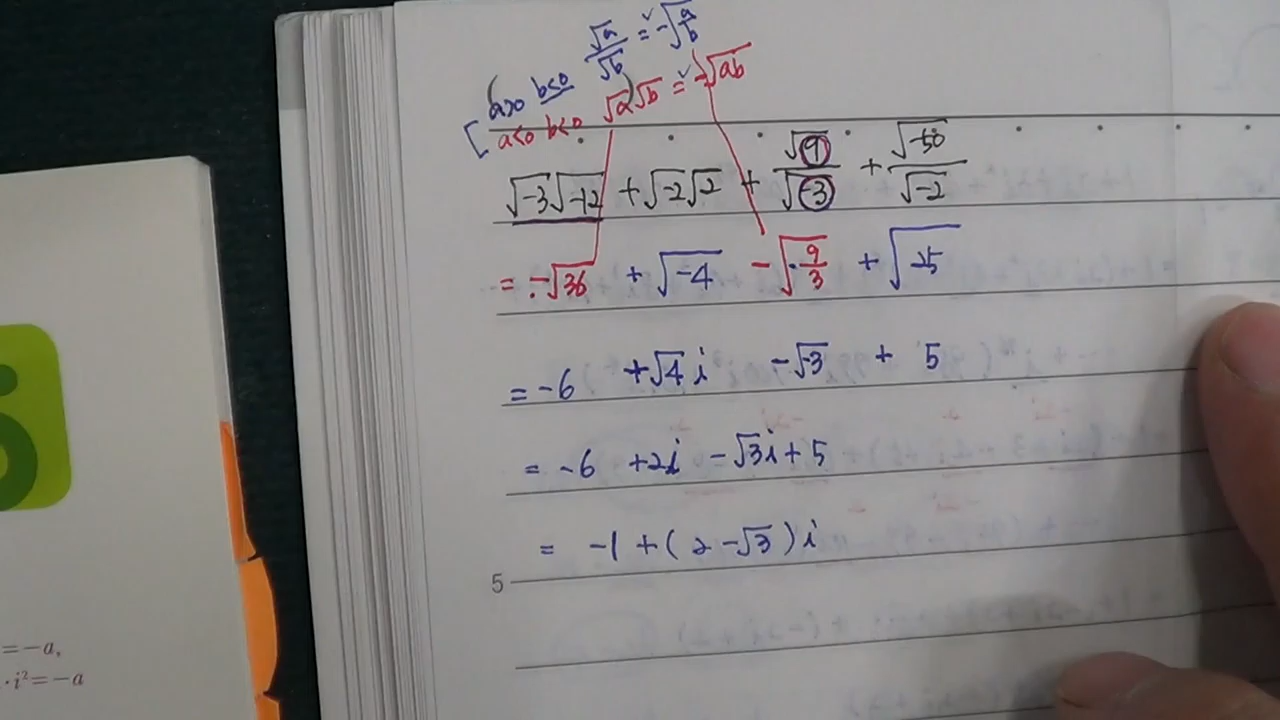 √a/√b = -√(a/b)
(a>0 b<0)
a<0 b<0 √a√b = -√ab
√-3√-12 + √-2√2 + √9/√-3 + √-50/√-2
= -√36 + √-4 -√(-9/3) + √25
= -6 +√4 i -√-3 + 5
= -6 +2i -√3i + 5
= -1 + (2 -√3) i
5
= -a,
· i² = -a